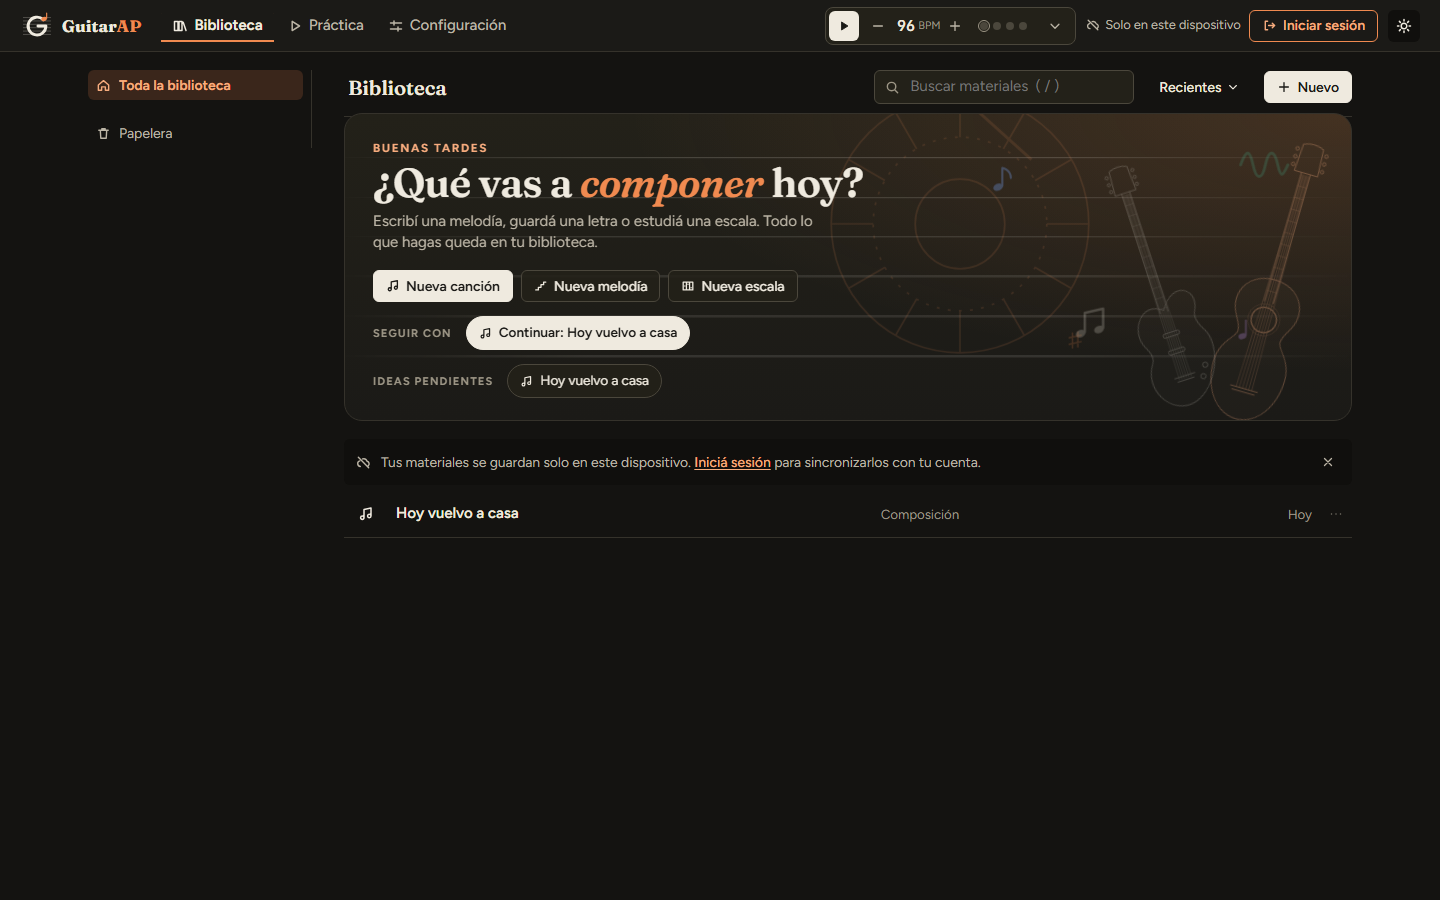 GuitarAP
Biblioteca
Práctica
Configuración
96 BPM
Solo en este dispositivo
Iniciar sesión
Toda la biblioteca
Papelera
Biblioteca
Buscar materiales ( / )
Recientes
Nuevo
BUENAS TARDES
¿Qué vas a componer hoy?
Escribí una melodía, guardá una letra o estudiá una escala. Todo lo
que hagas queda en tu biblioteca.
Nueva canción
Nueva melodía
Nueva escala
SEGUIR CON
Continuar: Hoy vuelvo a casa
IDEAS PENDIENTES
Hoy vuelvo a casa
Tus materiales se guardan solo en este dispositivo. Iniciá sesión para sincronizarlos con tu cuenta.
Hoy vuelvo a casa
Composición
Hoy